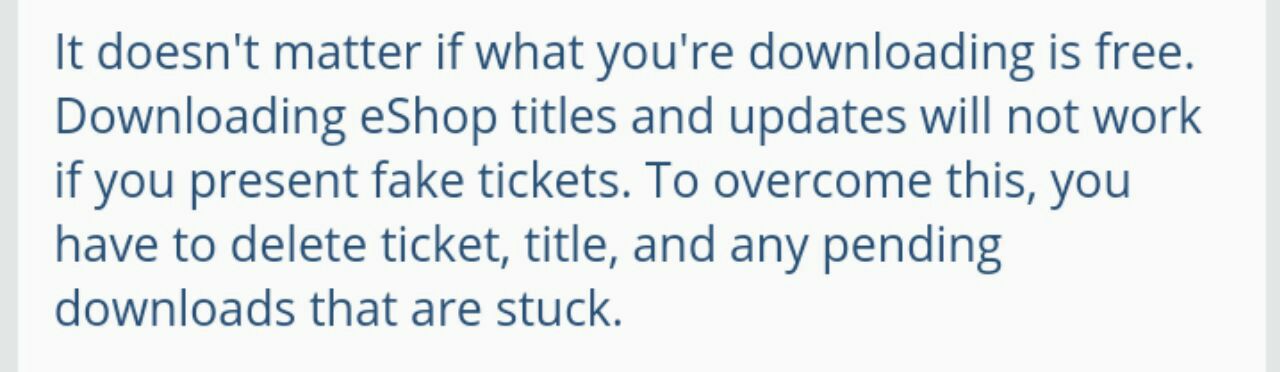 It doesn't matter if what you're downloading is free.
Downloading eShop titles and updates will not work
if you present fake tickets. To overcome this, you
have to delete ticket, title, and any pending
downloads that are stuck.